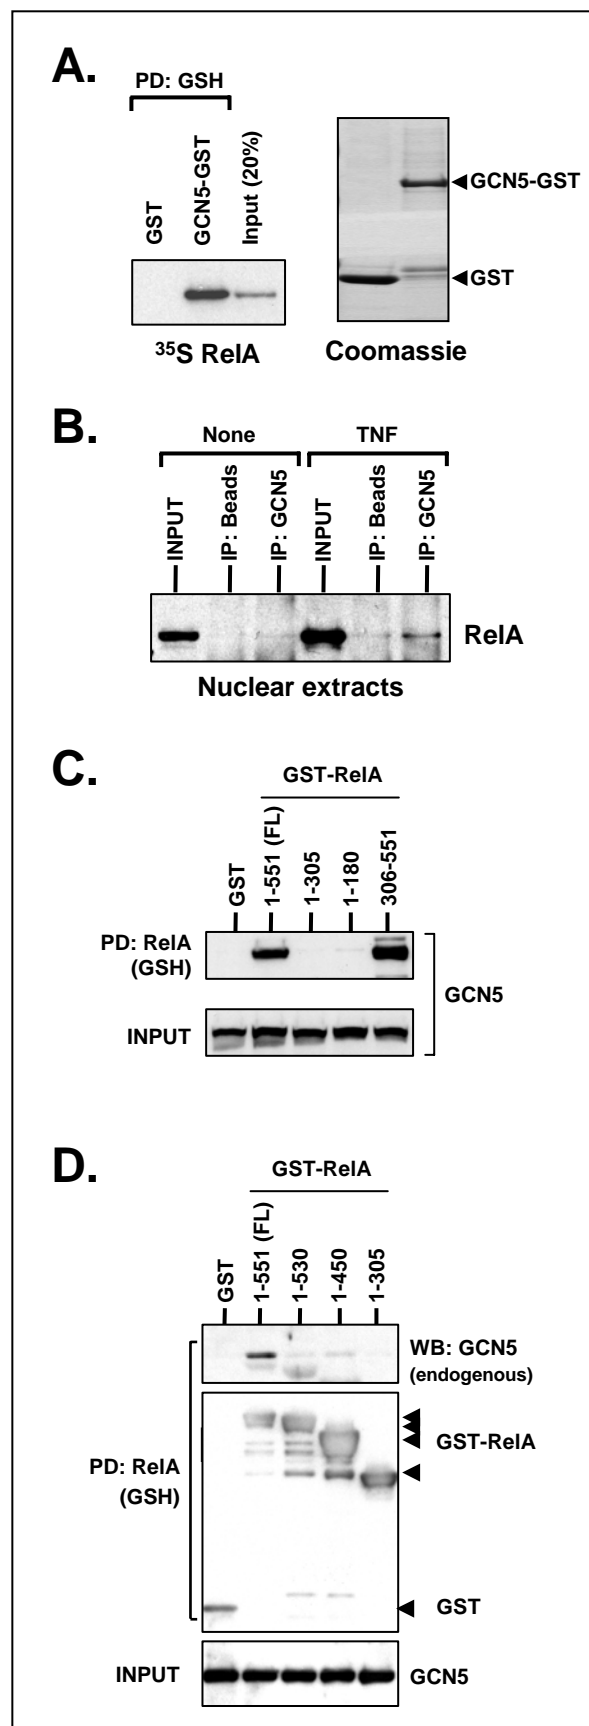 A.
PD: GSH
GST
GCN5-GST
Input (20%)
GCN5-GST
GST
35S RelA
Coomassie
B.
None
TNF
INPUT
IP: Beads
IP: GCN5
INPUT
IP: Beads
IP: GCN5
RelA
Nuclear extracts
C.
GST-RelA
GST
1-551 (FL)
1-305
1-180
306-551
PD: RelA
(GSH)
GCN5
INPUT
D.
GST-RelA
GST
1-551 (FL)
1-530
1-450
1-305
WB: GCN5
(endogenous)
GST-RelA
PD: RelA
(GSH)
GST
INPUT
GCN5